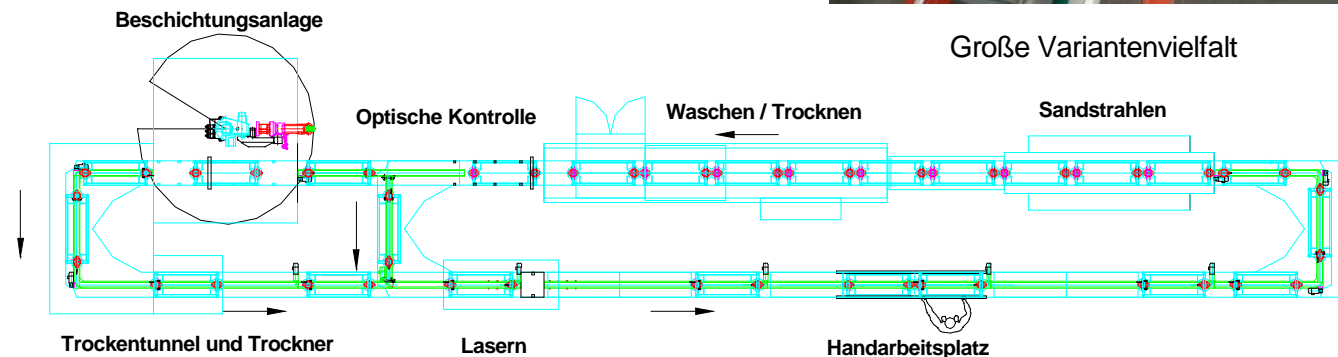 Beschichtungsanlage
Große Variantenvielfalt
Optische Kontrolle
Waschen / Trocknen
Sandstrahlen
Trockentunnel und Trockner
Lasern
Handarbeitsplatz